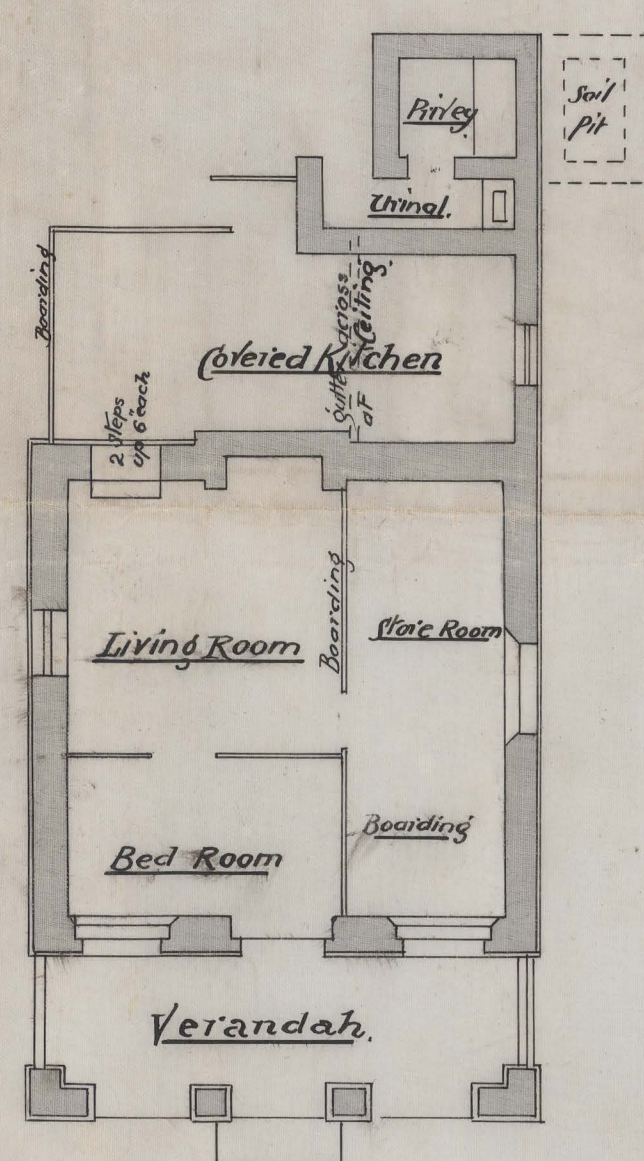 Privey
Soil
Pit
Urinal.
Boarding
Covered Kitchen
gutter across
at Ceiling.
2 steps
up 6" each
Boarding
Store Room
Living Room
Boarding
Bed Room
Verandah.